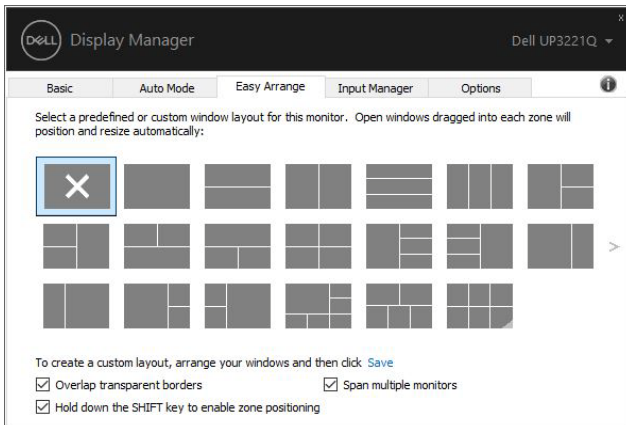 x
DELL Display Manager Dell UP3221Q
Basic Auto Mode Easy Arrange Input Manager Options i
Select a predefined or custom window layout for this monitor. Open windows dragged into each zone will
position and resize automatically:
>
To create a custom layout, arrange your windows and then click Save
Overlap transparent borders Span multiple monitors
Hold down the SHIFT key to enable zone positioning